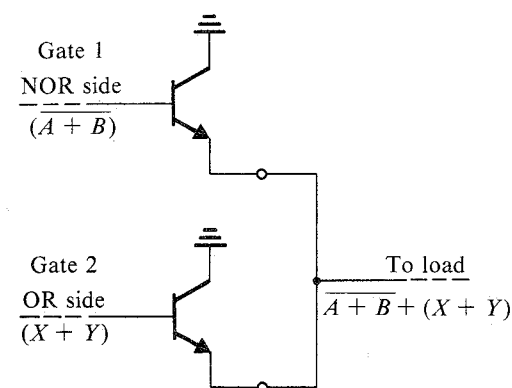 Gate 1
NOR side
(A + B)
Gate 2
OR side
(X + Y)
To load
A + B + (X + Y)